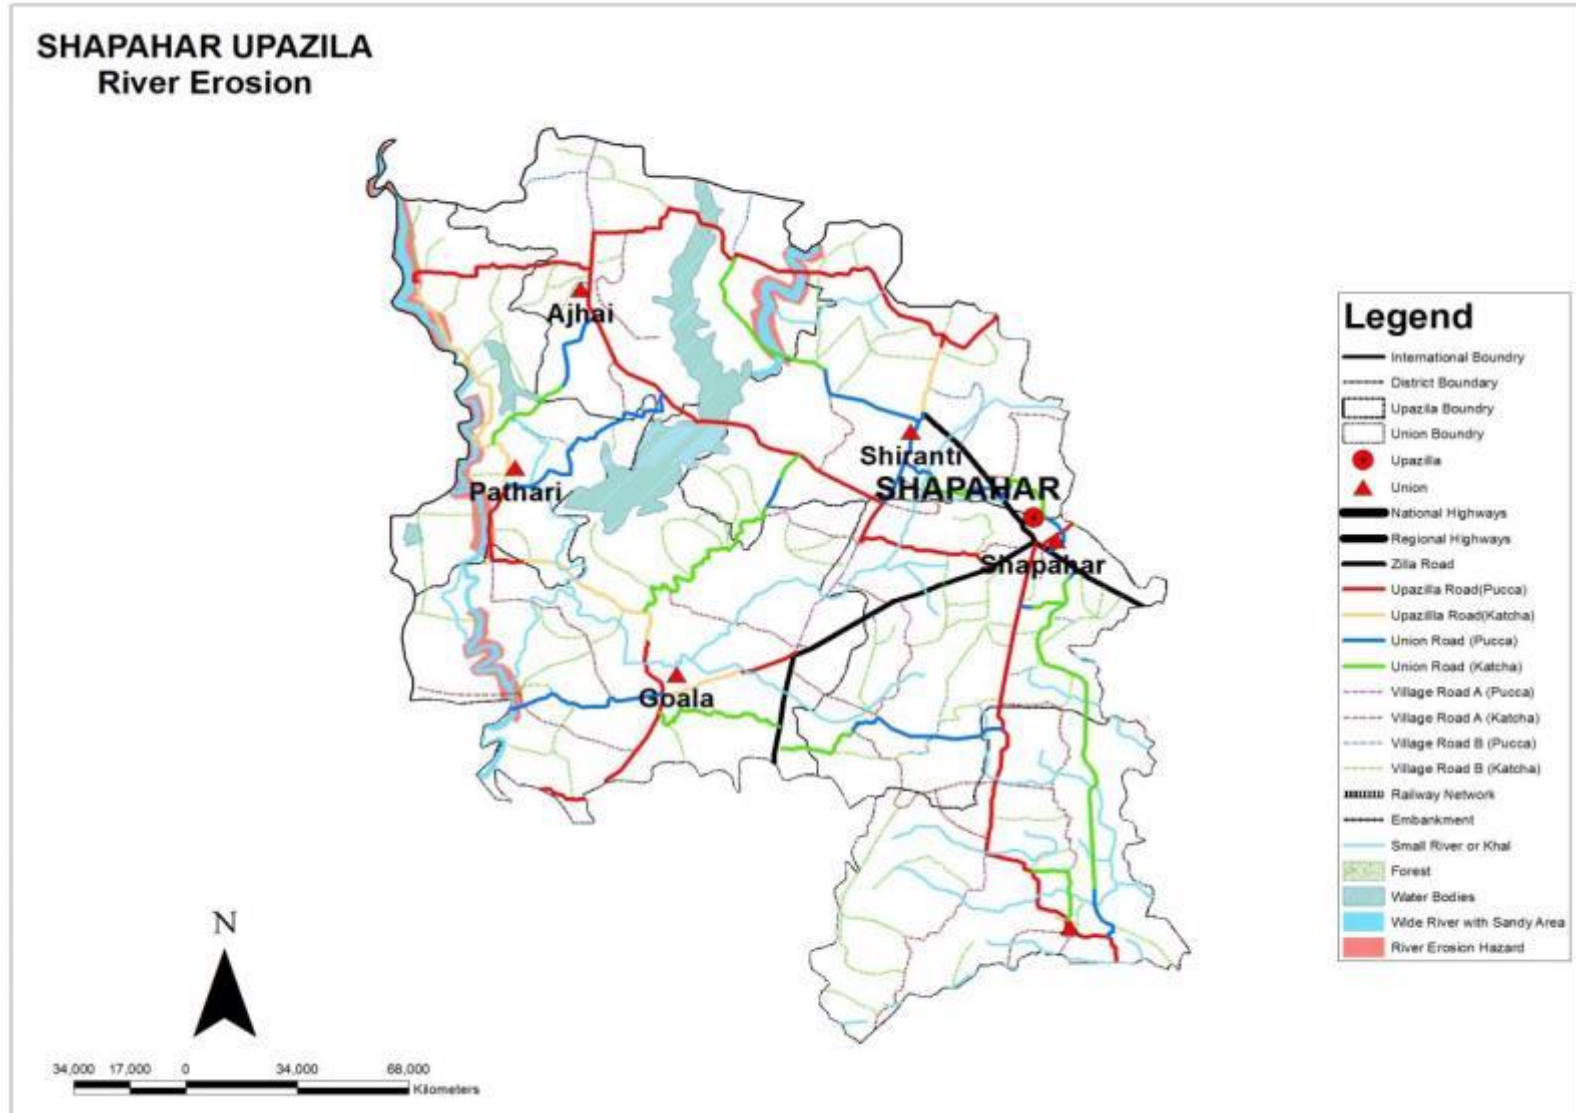 SHAPAHAR UPAZILA
River Erosion
Ajhai
Shiranti
SHAPAHAR
Pathari
Shapahar
Goala
Legend
International Boundry
District Boundary
Upazila Boundry
Union Boundry
Upazilla
Union
National Highways
Regional Highways
Zilla Road
Upazilla Road(Pucca)
Upazillla Road(Katcha)
Union Road (Pucca)
Union Road (Katcha)
Village Road A (Pucca)
Village Road A (Katcha)
Village Road B (Pucca)
Village Road B (Katcha)
Railway Network
Embankment
Small River or Khal
Forest
Water Bodies
Wide River with Sandy Area
River Erosion Hazard
N
34,000 17,000 0 34,000 68,000
Kilometers